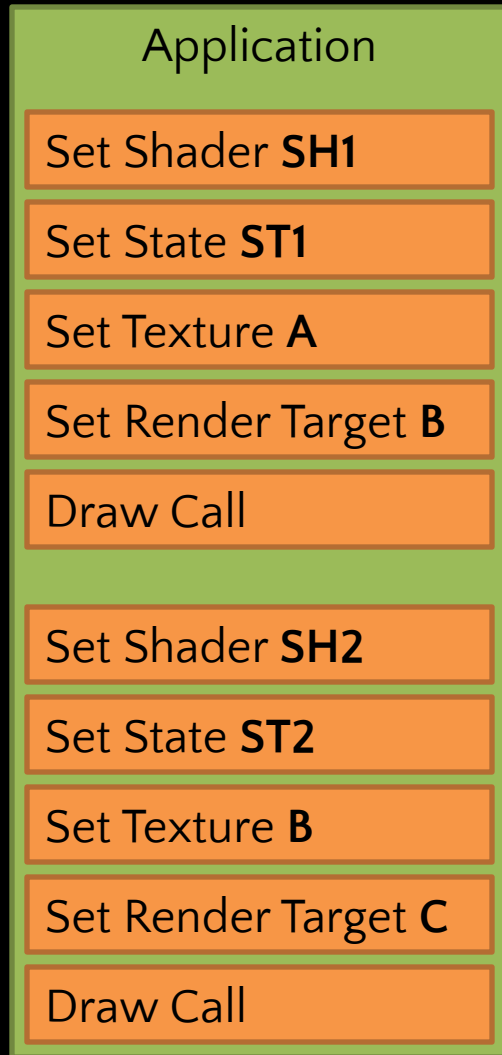 Application
Set Shader SH1
Set State ST1
Set Texture A
Set Render Target B
Draw Call
Set Shader SH2
Set State ST2
Set Texture B
Set Render Target C
Draw Call